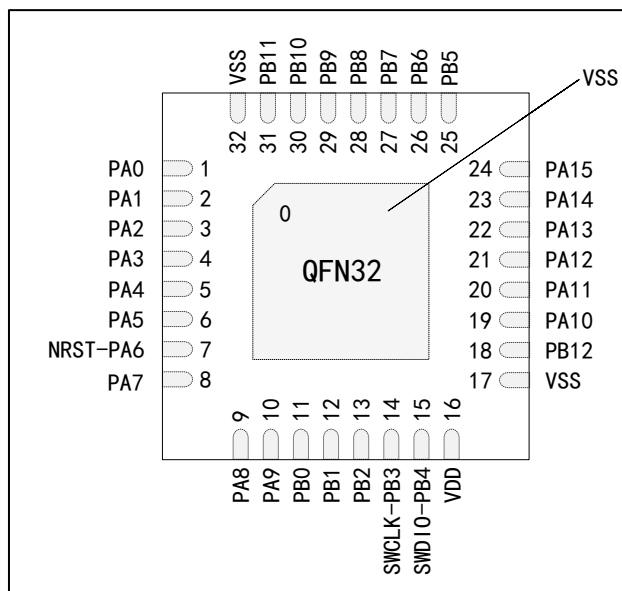 VSS PB11 PB10 PB9 PB8 PB7 PB6 PB5
VSS
32 31 30 29 28 27 26 25
PA0 1
PA1 2
PA2 3
PA3 4
PA4 5
PA5 6
NRST-PA6 7
PA7 8
0
QFN32
24 PA15
23 PA14
22 PA13
21 PA12
20 PA11
19 PA10
18 PB12
17 VSS
9 10 11 12 13 14 15 16
PA8 PA9 PB0 PB1 PB2 SWCLK-PB3 SWDIO-PB4 VDD